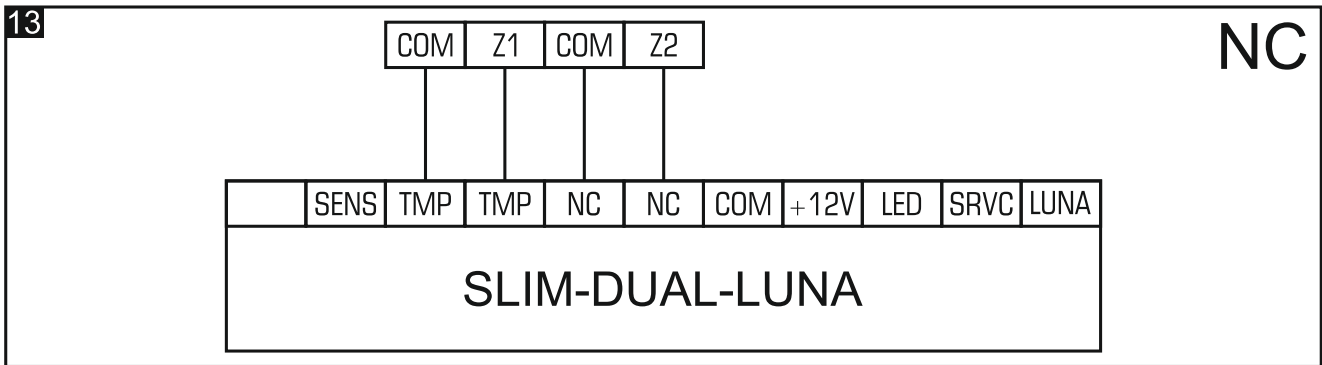 13
NC
COM Z1 COM Z2
SENS TMP TMP NC NC COM +12V LED SRVC LUNA
SLIM-DUAL-LUNA